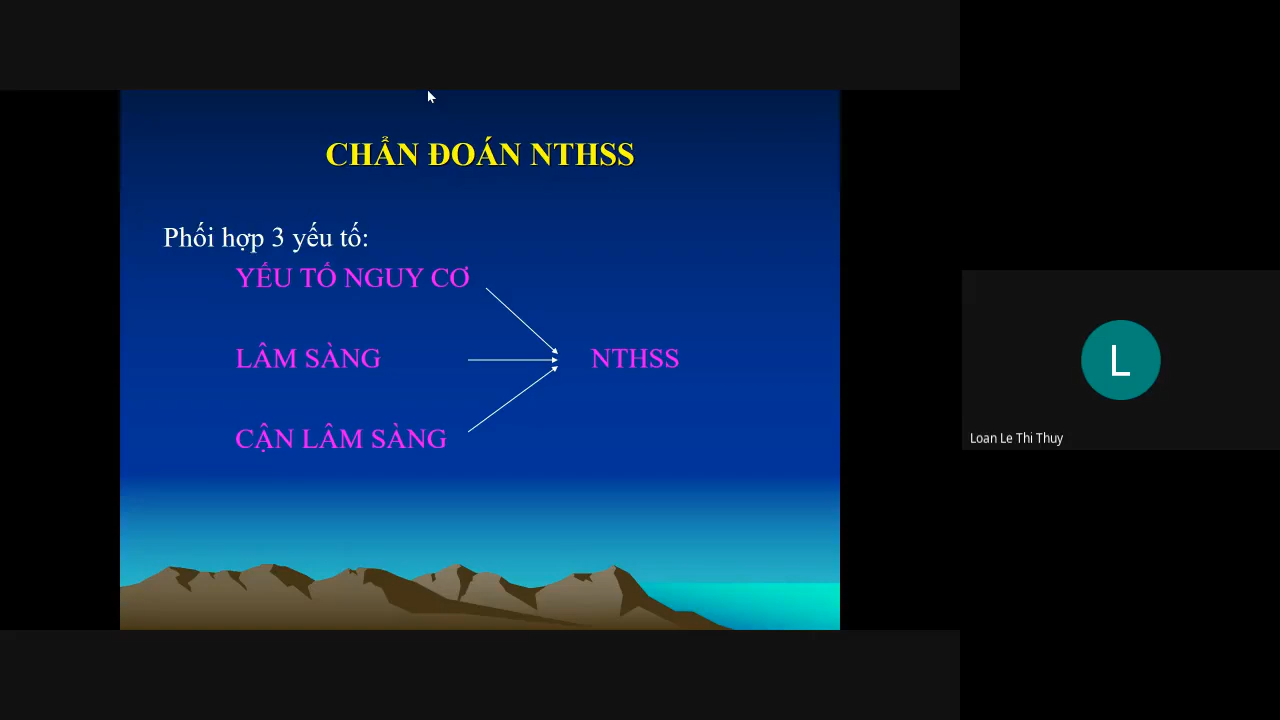 CHẨN ĐOÁN NTHSS
Phối hợp 3 yếu tố:
YẾU TỐ NGUY CƠ
LÂM SÀNG
NTHSS
CẬN LÂM SÀNG
L
Loan Le Thi Thuy